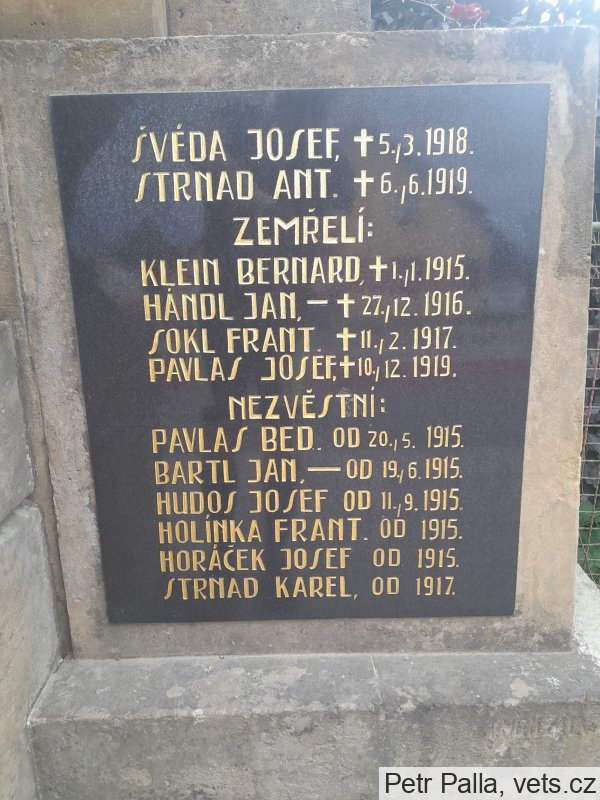 ŠVÉDA JOSEF, ✝ 5./3. 1918.
STRNAD ANT. ✝ 6./6. 1919.
ZEMŘELÍ:
KLEIN BERNARD, ✝ 1./1. 1915.
HÁNDL JAN, — ✝ 27./12. 1916.
SOKL FRANT. ✝ 11./2. 1917.
PAVLAS JOSEF, ✝ 10./12. 1919.
NEZVĚSTNÍ:
PAVLAS BED. OD 20./5. 1915.
BARTL JAN, — OD 19./6. 1915.
HUDOS JOSEF OD 11./9. 1915.
HOLÍNKA FRANT. OD 1915.
HORÁČEK JOSEF OD 1915.
STRNAD KAREL, OD 1917.
Petr Palla, vets.cz